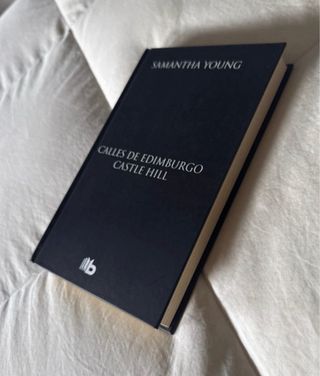 SAMANTHA YOUNG
CALLES DE EDIMBURGO
CASTLE HILL
b